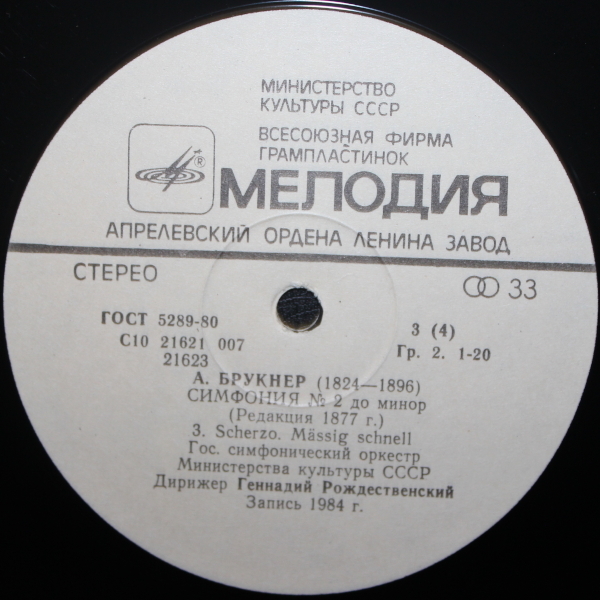 МИНИСТЕРСТВО
КУЛЬТУРЫ СССР
ВСЕСОЮЗНАЯ ФИРМА
ГРАМПЛАСТИНОК
®
МЕЛОДИЯ
АПРЕЛЕВСКИЙ ОРДЕНА ЛЕНИНА ЗАВОД
СТЕРЕО
33
ГОСТ 5289-80
3 (4)
С10 21621 007
Гр. 2. 1-20
21623
А. БРУКНЕР (1824—1896)
СИМФОНИЯ № 2 до минор
(Редакция 1877 г.)
3. Scherzo. Mässig schnell
Гос. симфонический оркестр
Министерства культуры СССР
Дирижер Геннадий Рождественский
Запись 1984 г.